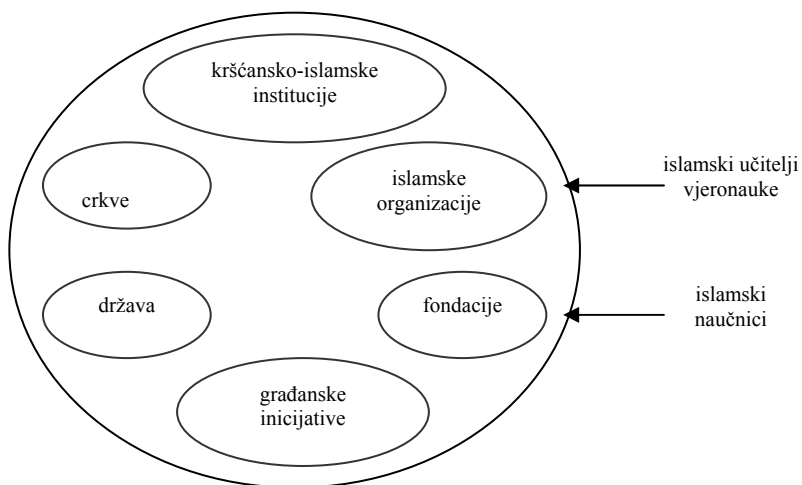 kršćansko-islamske
institucije
crkve
islamske
organizacije
islamski učitelji
vjeronauke
država
fondacije
islamski
naučnici
građanske
inicijative